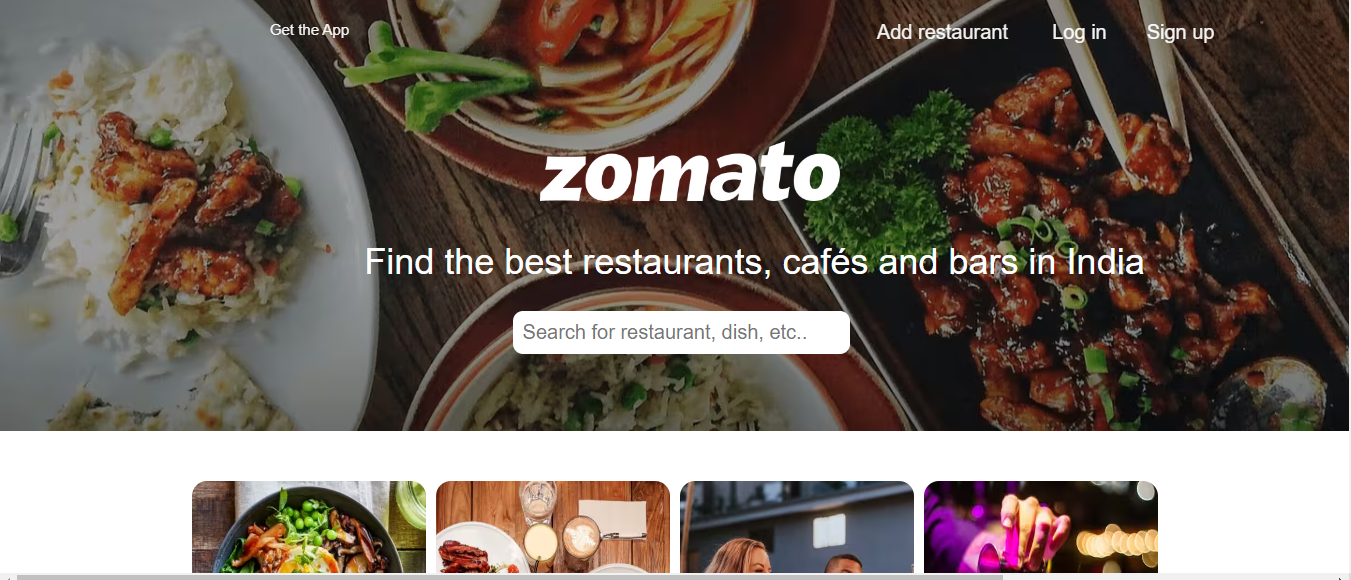 Get the App
Add restaurant Log in Sign up
zomato
Find the best restaurants, cafés and bars in India
Search for restaurant, dish, etc..